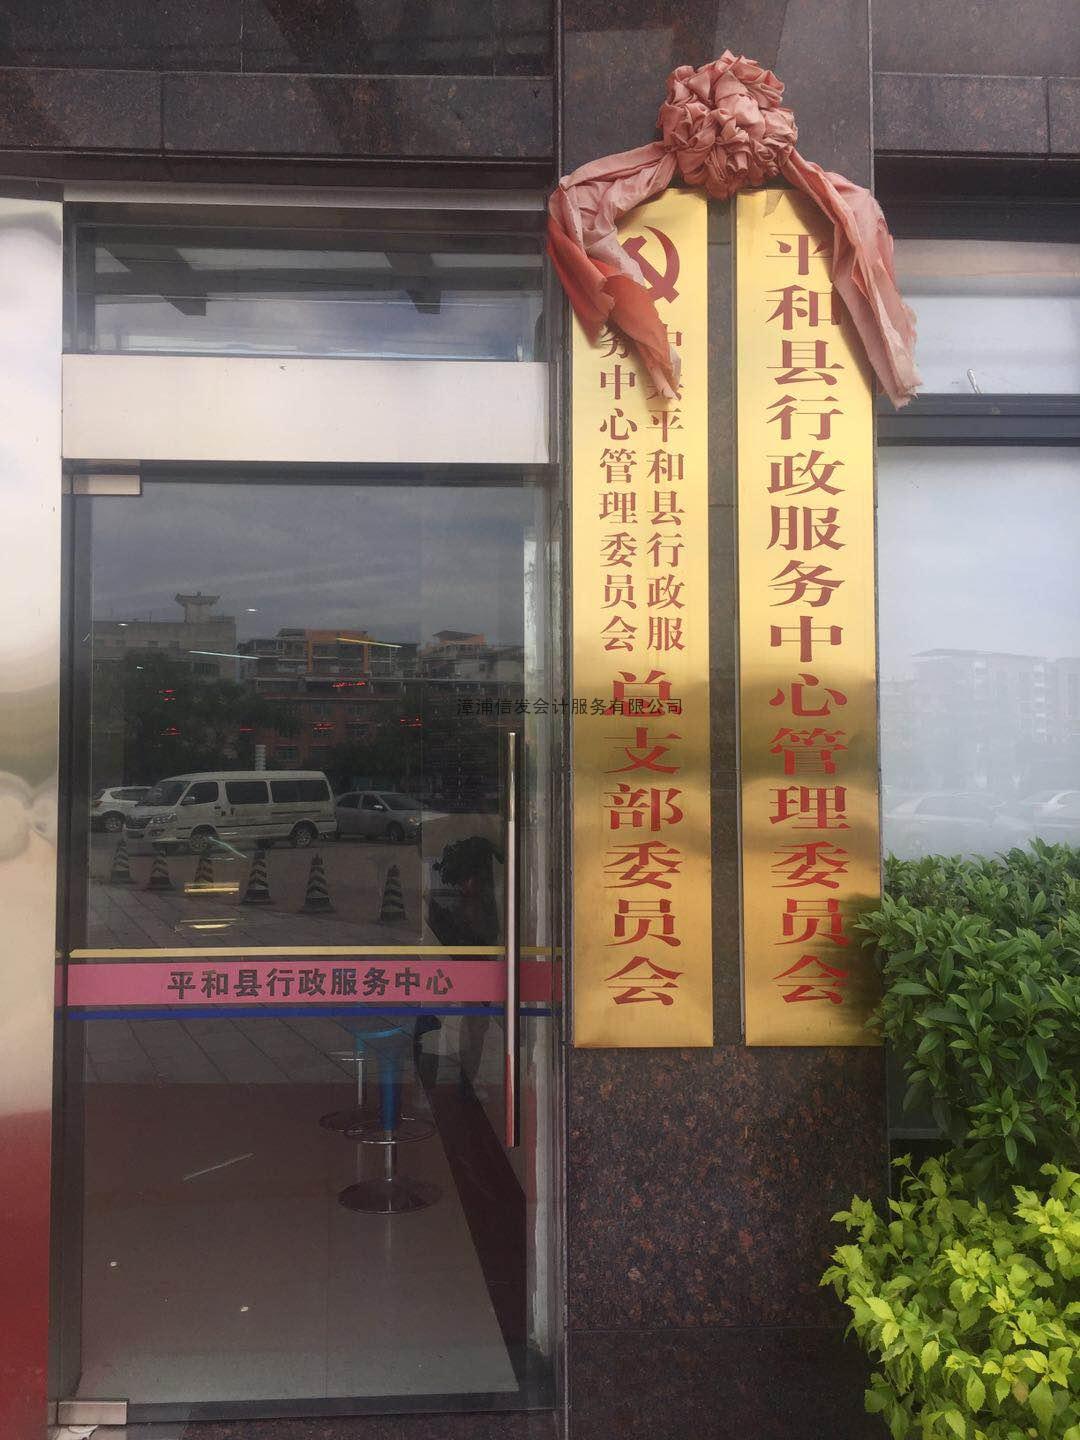 平和县行政服务中心管理委员会
中共平和县行政服
务中心管理委员会
总支部委员会
平和县行政服务中心
漳浦信发会计服务有限公司